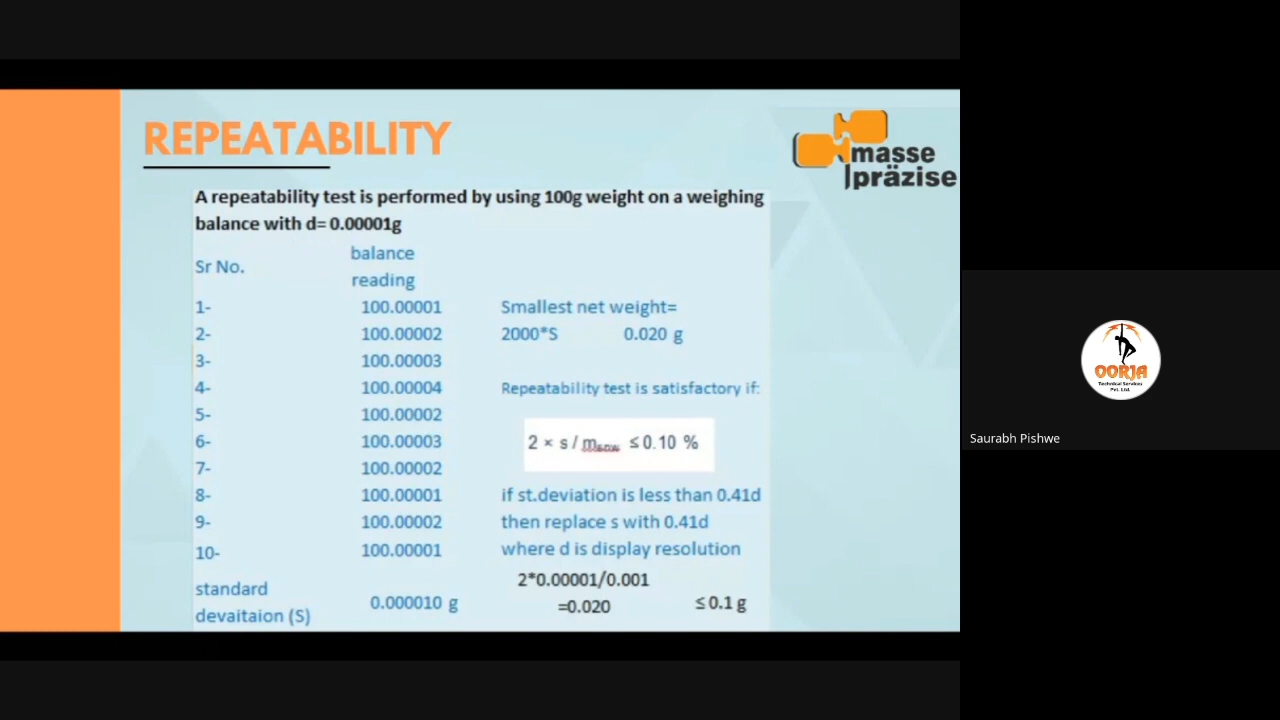 REPEATABILITY
masse
präzise
A repeatability test is performed by using 100g weight on a weighing
balance with d= 0.00001g
Sr No. balance
reading
1- 100.00001 Smallest net weight=
2- 100.00002 2000*S 0.020 g
3- 100.00003
4- 100.00004 Repeatability test is satisfactory if:
5- 100.00002
6- 100.00003 2 × s / m ≤ 0.10 %
7- 100.00002
8- 100.00001 if st.deviation is less than 0.41d
9- 100.00002 then replace s with 0.41d
10- 100.00001 where d is display resolution
standard
devaitaion (S) 0.000010 g
2*0.00001/0.001
=0.020 ≤ 0.1 g
OORJA
Technical Services
Pvt. Ltd.
Saurabh Pishwe